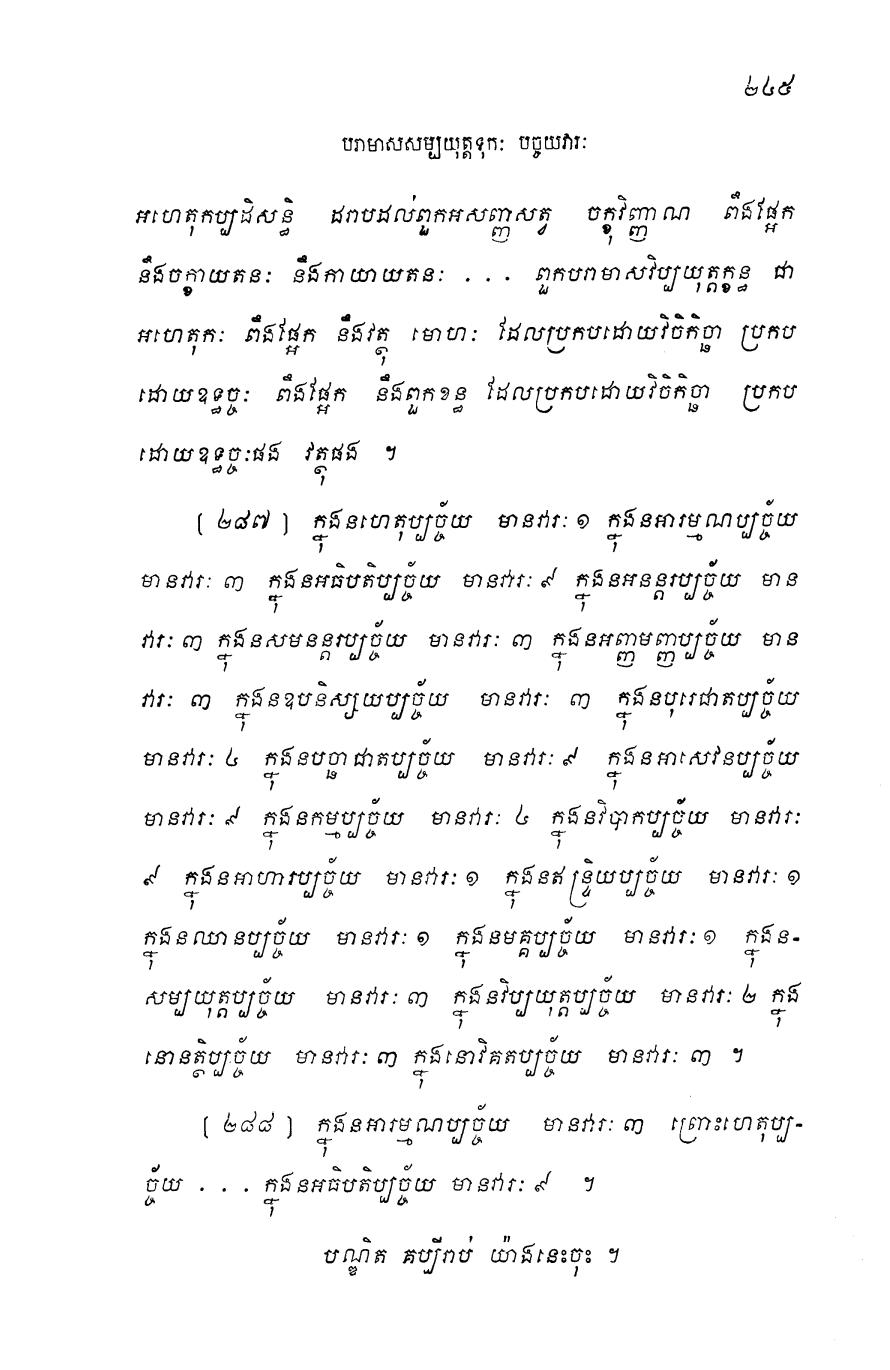 ២៤៥
បរាមាសសម្បយុត្តទុកៈ បច្ចយវារៈ
អហេតុកប្បដិសន្ធិ ដរាបដល់ពួកអសញ្ញសត្វ ចក្ខុវិញ្ញាណ ពឹងផ្អែក
នឹងចក្ខាយតនៈ នឹងកាយាយតនៈ . . . ពួកបរាមាសវិប្បយុត្តក្ខន្ធ ជា
អហេតុកៈ ពឹងផ្អែក នឹងវត្ថុ មោហៈ ដែលប្រកបដោយវិចិកិច្ឆា ប្រកប
ដោយឧទ្ធច្ចៈ ពឹងផ្អែក នឹងពួកខន្ធ ដែលប្រកបដោយវិចិកិច្ឆា ប្រកប
ដោយឧទ្ធច្ចៈផង វត្ថុផង ។
[ ២៨៧ ] ក្នុងនហេតុប្បច្ច័យ មានវារៈ ១ ក្នុងនអារម្មណប្បច្ច័យ
មានវារៈ ៣ ក្នុងនអធិបតិប្បច្ច័យ មានវារៈ ៩ ក្នុងនអនន្តរប្បច្ច័យ មាន
វារៈ ៣ ក្នុងនសមនន្តរប្បច្ច័យ មានវារៈ ៣ ក្នុងនអញ្ញមញ្ញប្បច្ច័យ មាន
វារៈ ៣ ក្នុងនឧបនិស្សយប្បច្ច័យ មានវារៈ ៣ ក្នុងនបុរេជាតប្បច្ច័យ
មានវារៈ ៤ ក្នុងនបច្ឆាជាតប្បច្ច័យ មានវារៈ ៩ ក្នុងនអាសេវនប្បច្ច័យ
មានវារៈ ៩ ក្នុងនកម្មប្បច្ច័យ មានវារៈ ៤ ក្នុងនវិបាកប្បច្ច័យ មានវារៈ
៩ ក្នុងនអាហារប្បច្ច័យ មានវារៈ ១ ក្នុងនឥន្ទ្រិយប្បច្ច័យ មានវារៈ ១
ក្នុងនឈានប្បច្ច័យ មានវារៈ ១ ក្នុងនមគ្គប្បច្ច័យ មានវារៈ ១ ក្នុងន-
សម្បយុត្តប្បច្ច័យ មានវារៈ ៣ ក្នុងនវិប្បយុត្តប្បច្ច័យ មានវារៈ ២ ក្នុង
នោនត្ថិប្បច្ច័យ មានវារៈ ៣ ក្នុងនោវិគតប្បច្ច័យ មានវារៈ ៣ ។
[ ២៨៨ ] ក្នុងនអារម្មណប្បច្ច័យ មានវារៈ ៣ ព្រោះហេតុប្ប-
ច្ច័យ . . . ក្នុងនអធិបតិប្បច្ច័យ មានវារៈ ៩ ។
បណ្ឌិត គប្បីរាប់ យ៉ាងនេះចុះ ។